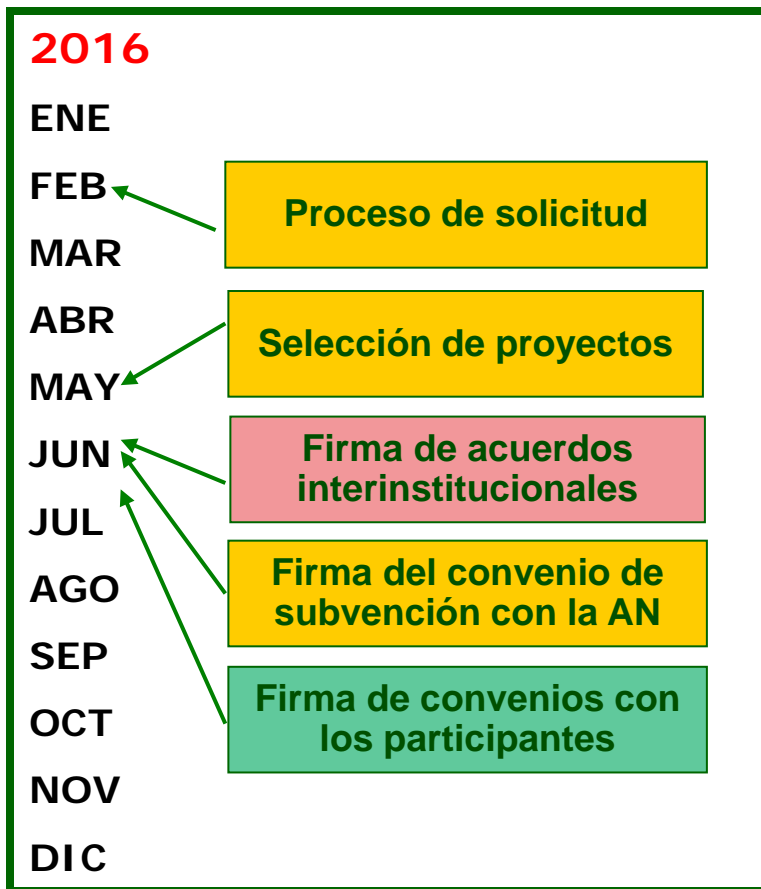 2016
ENE
FEB
MAR
ABR
MAY
JUN
JUL
AGO
SEP
OCT
NOV
DIC
Proceso de solicitud
Selección de proyectos
Firma de acuerdos
interinstitucionales
Firma del convenio de
subvención con la AN
Firma de convenios con
los participantes